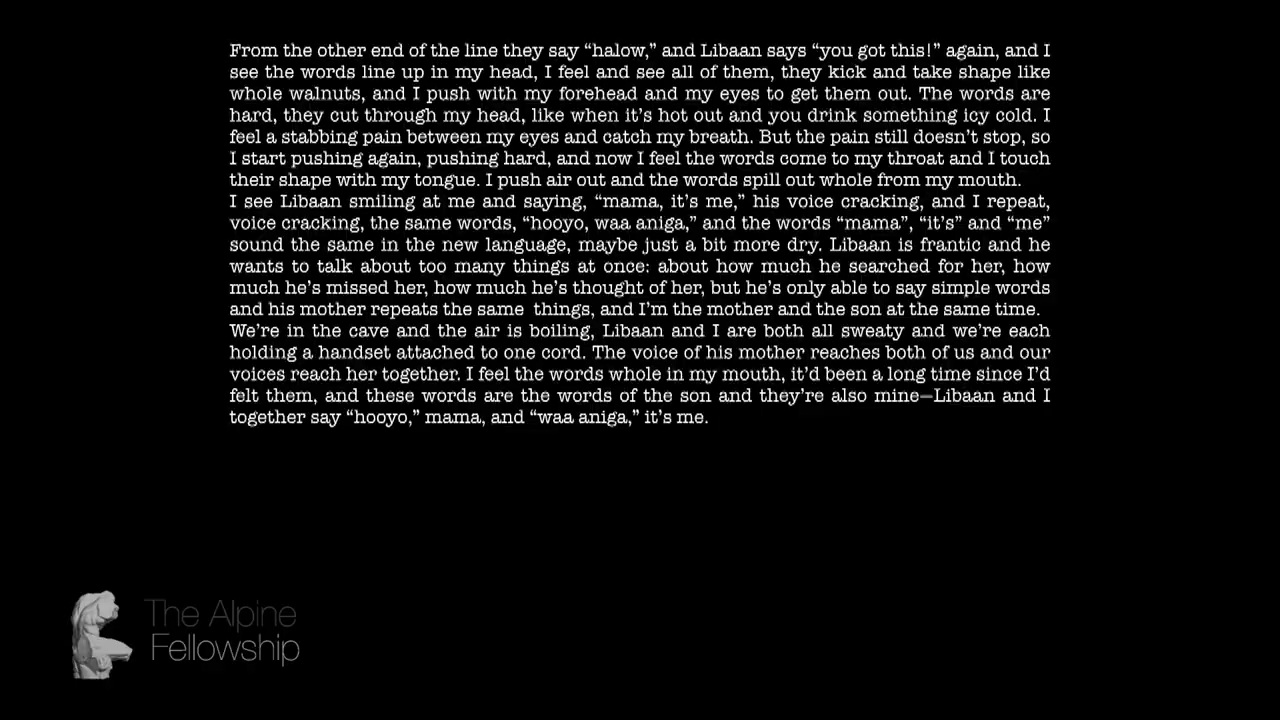 From the other end of the line they say “halow,” and Libaan says “you got this!” again, and I
see the words line up in my head, I feel and see all of them, they kick and take shape like
whole walnuts, and I push with my forehead and my eyes to get them out. The words are
hard, they cut through my head, like when it’s hot out and you drink something icy cold. I
feel a stabbing pain between my eyes and catch my breath. But the pain still doesn’t stop, so
I start pushing again, pushing hard, and now I feel the words come to my throat and I touch
their shape with my tongue. I push air out and the words spill out whole from my mouth.
I see Libaan smiling at me and saying, “mama, it’s me,” his voice cracking, and I repeat,
voice cracking, the same words, “hooyo, waa aniga,” and the words “mama”, “it’s” and “me”
sound the same in the new language, maybe just a bit more dry. Libaan is frantic and he
wants to talk about too many things at once: about how much he searched for her, how
much he’s missed her, how much he’s thought of her, but he’s only able to say simple words
and his mother repeats the same things, and I’m the mother and the son at the same time.
We’re in the cave and the air is boiling, Libaan and I are both all sweaty and we’re each
holding a handset attached to one cord. The voice of his mother reaches both of us and our
voices reach her together. I feel the words whole in my mouth, it’d been a long time since I’d
felt them, and these words are the words of the son and they’re also mine—Libaan and I
together say “hooyo,” mama, and “waa aniga,” it’s me.
The Alpine
Fellowship